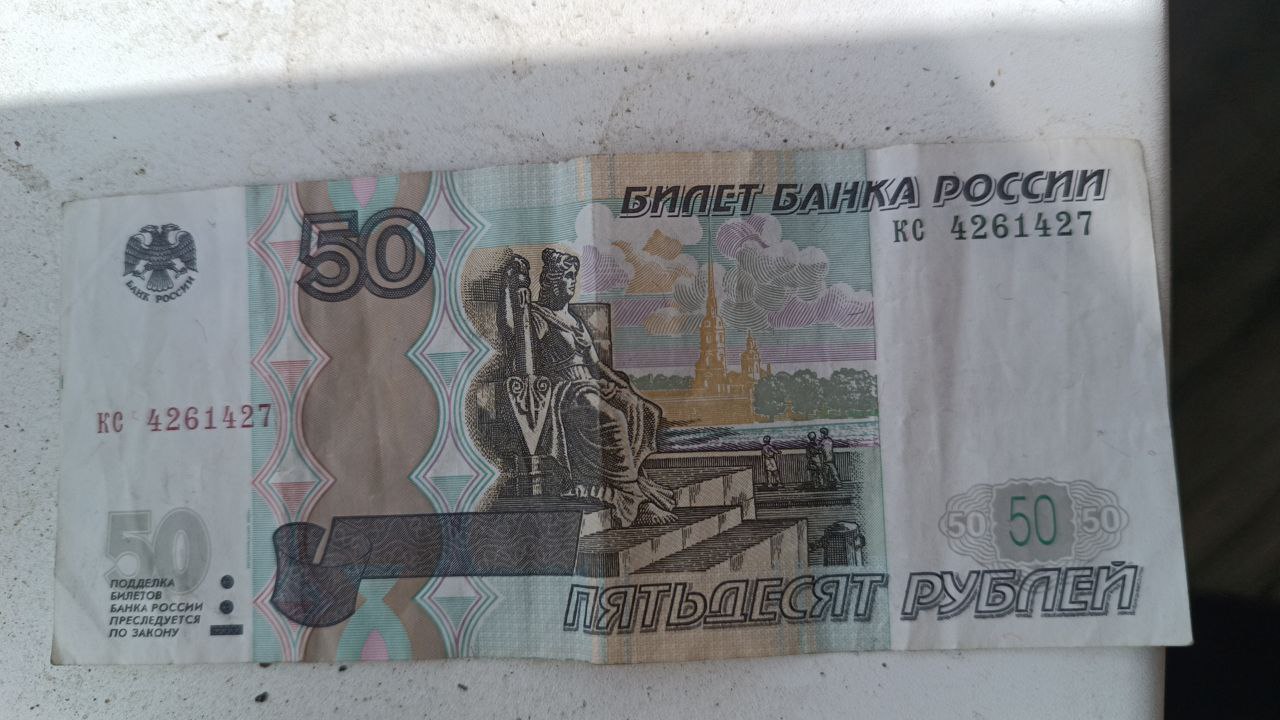 БИЛЕТ БАНКА РОССИИ
кс 4261427
50
БАНК РОССИИ
кс 4261427
50
ПОДДЕЛКА
БИЛЕТОВ
БАНКА РОССИИ
ПРЕСЛЕДУЕТСЯ
ПО ЗАКОНУ
50 50 50
ПЯТЬДЕСЯТ РУБЛЕЙ